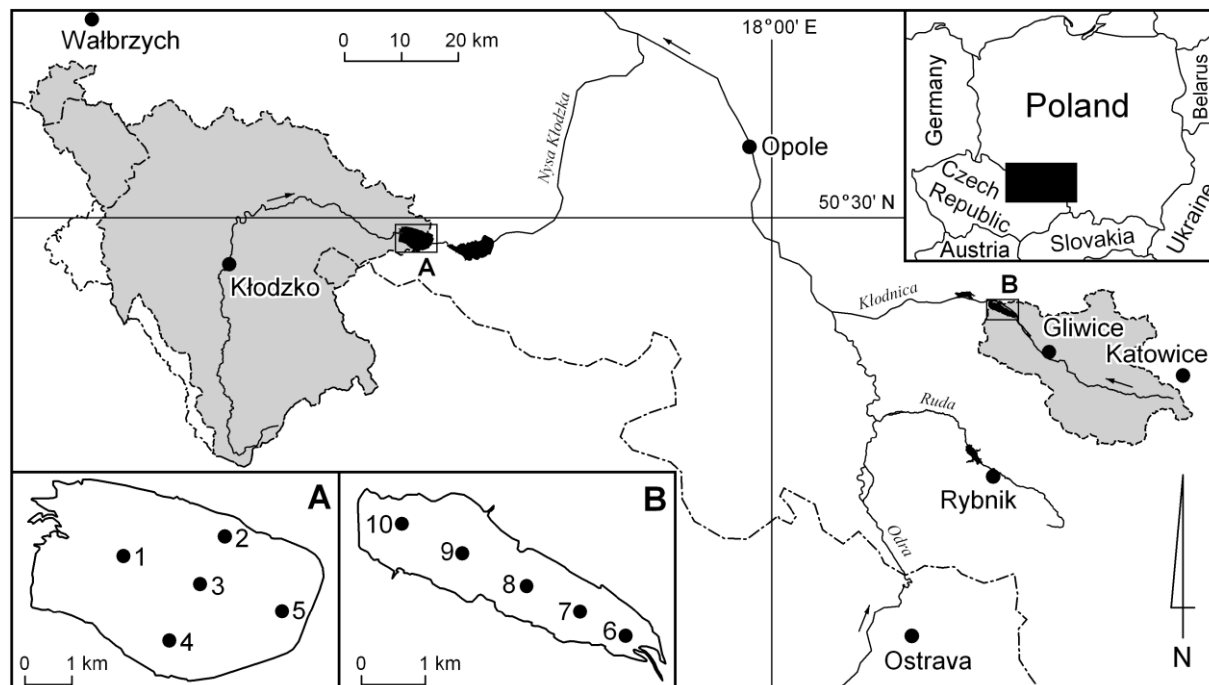 Wałbrzych
0 10 20 km
18°00' E
Nysa Kłodzka
Opole
50°30' N
A
Kłodzko
Kłodnica
B
Gliwice
Katowice
Ruda
Rybnik
Odra
Ostrava
N
Germany
Poland
Belarus
Czech
Republic
Ukraine
Austria
Slovakia
A
1
2
3
4
5
0 1 km
B
10
9
8
7
6
0 1 km